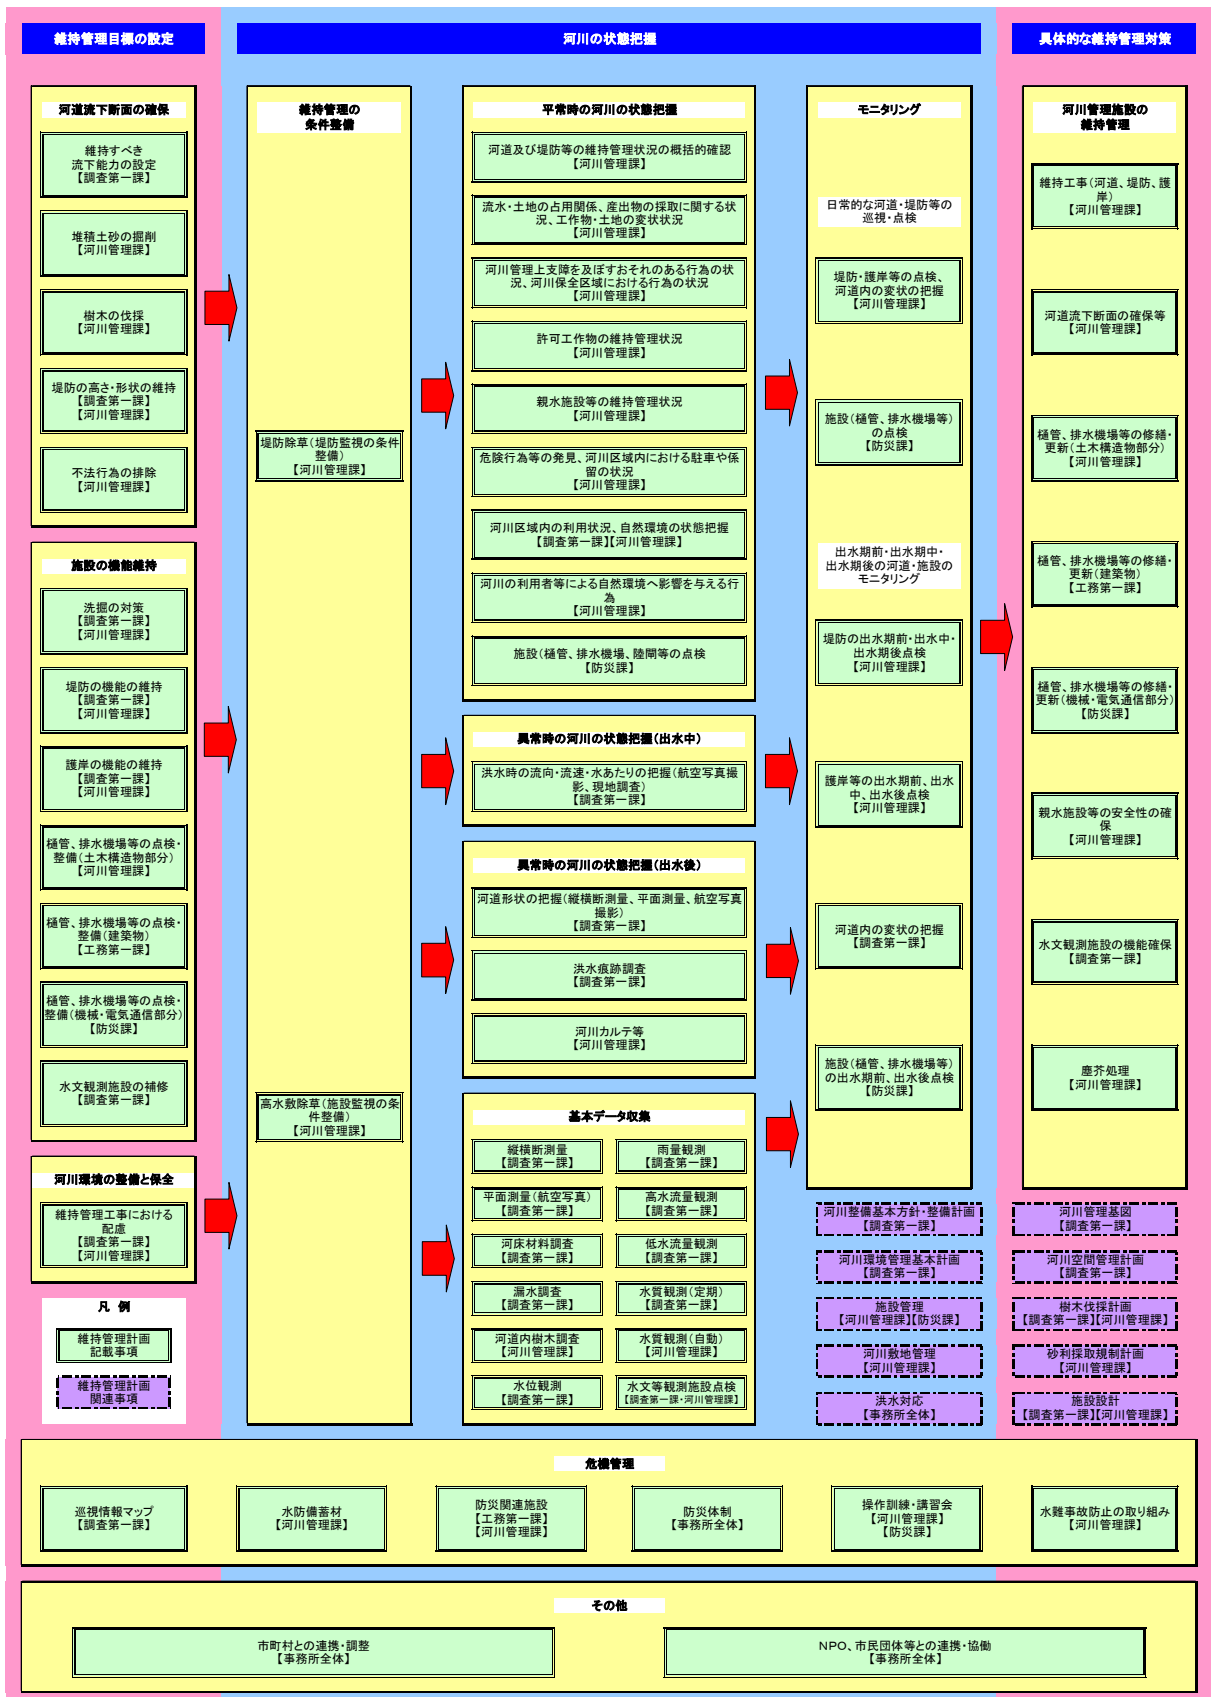 維持管理目標の設定
河川の状態把握
具体的な維持管理対策
河道流下断面の確保
維持すべき
流下能力の設定
【調査第一課】
堆積土砂の掘削
【河川管理課】
樹木の伐採
【河川管理課】
堤防の高さ・形状の維持
【調査第一課】
【河川管理課】
不法行為の排除
【河川管理課】
施設の機能維持
洗掘の対策
【調査第一課】
【河川管理課】
堤防の機能の維持
【調査第一課】
【河川管理課】
護岸の機能の維持
【調査第一課】
【河川管理課】
樋管、排水機場等の点検・
整備(土木構造物部分)
【河川管理課】
樋管、排水機場等の点検・
整備(建築物)
【工務第一課】
樋管、排水機場等の点検・
整備(機械・電気通信部分)
【防災課】
水文観測施設の補修
【調査第一課】
河川環境の整備と保全
維持管理工事における
配慮
【調査第一課】
【河川管理課】
凡 例
維持管理計画
記載事項
維持管理計画
関連事項
維持管理の
条件整備
堤防除草(堤防監視の条件
整備)
【河川管理課】
高水敷除草(施設監視の条
件整備)
【河川管理課】
平常時の河川の状態把握
河道及び堤防等の維持管理状況の概括的確認
【河川管理課】
流水・土地の占用関係、産出物の採取に関する状
況、工作物・土地の変状状況
【河川管理課】
河川管理上支障を及ぼすおそれのある行為の状
況、河川保全区域における行為の状況
【河川管理課】
許可工作物の維持管理状況
【河川管理課】
親水施設等の維持管理状況
【河川管理課】
危険行為等の発見、河川区域内における駐車や係
留の状況
【河川管理課】
河川区域内の利用状況、自然環境の状態把握
【調査第一課】【河川管理課】
河川の利用者等による自然環境へ影響を与える行
為
【河川管理課】
施設(樋管、排水機場、陸閘等の点検
【防災課】
異常時の河川の状態把握(出水中)
洪水時の流向・流速・水あたりの把握(航空写真撮
影、現地調査)
【調査第一課】
異常時の河川の状態把握(出水後)
河道形状の把握(縦横断測量、平面測量、航空写真
撮影)
【調査第一課】
洪水痕跡調査
【調査第一課】
河川カルテ等
【河川管理課】
基本データ収集
縦横断測量
【調査第一課】
雨量観測
【調査第一課】
平面測量(航空写真)
【調査第一課】
高水流量観測
【調査第一課】
河床材料調査
【調査第一課】
低水流量観測
【調査第一課】
漏水調査
【調査第一課】
水質観測(定期)
【調査第一課】
河道内樹木調査
【河川管理課】
水質観測(自動)
【河川管理課】
水位観測
【調査第一課】
水文等観測施設点検
【調査第一課・河川管理課】
モニタリング
日常的な河道・堤防等の
巡視・点検
堤防・護岸等の点検、
河道内の変状の把握
【河川管理課】
施設(樋管、排水機場等)
の点検
【防災課】
出水期前・出水期中・
出水期後の河道・施設の
モニタリング
堤防の出水期前・出水中・
出水期後点検
【河川管理課】
護岸等の出水期前、出水
中、出水後点検
【河川管理課】
河道内の変状の把握
【調査第一課】
施設(樋管、排水機場等)
の出水期前、出水後点検
【防災課】
河川管理施設の
維持管理
維持工事(河道、堤防、護
岸)
【河川管理課】
河道流下断面の確保等
【河川管理課】
樋管、排水機場等の修繕・
更新(土木構造物部分)
【河川管理課】
樋管、排水機場等の修繕・
更新(建築物)
【工務第一課】
樋管、排水機場等の修繕・
更新(機械・電気通信部分)
【防災課】
親水施設等の安全性の確
保
【河川管理課】
水文観測施設の機能確保
【調査第一課】
塵芥処理
【河川管理課】
河川整備基本方針・整備計画
【調査第一課】
河川管理基図
【調査第一課】
河川環境管理基本計画
【調査第一課】
河川空間管理計画
【調査第一課】
施設管理
【河川管理課】【防災課】
樹木伐採計画
【調査第一課】【河川管理課】
河川敷地管理
【河川管理課】
砂利採取規制計画
【河川管理課】
洪水対応
【事務所全体】
施設設計
【調査第一課】【河川管理課】
危機管理
巡視情報マップ
【調査第一課】
水防備蓄材
【河川管理課】
防災関連施設
【工務第一課】
【河川管理課】
防災体制
【事務所全体】
操作訓練・講習会
【河川管理課】
【防災課】
水難事故防止の取り組み
【河川管理課】
その他
市町村との連携・調整
【事務所全体】
NPO、市民団体等との連携・協働
【事務所全体】